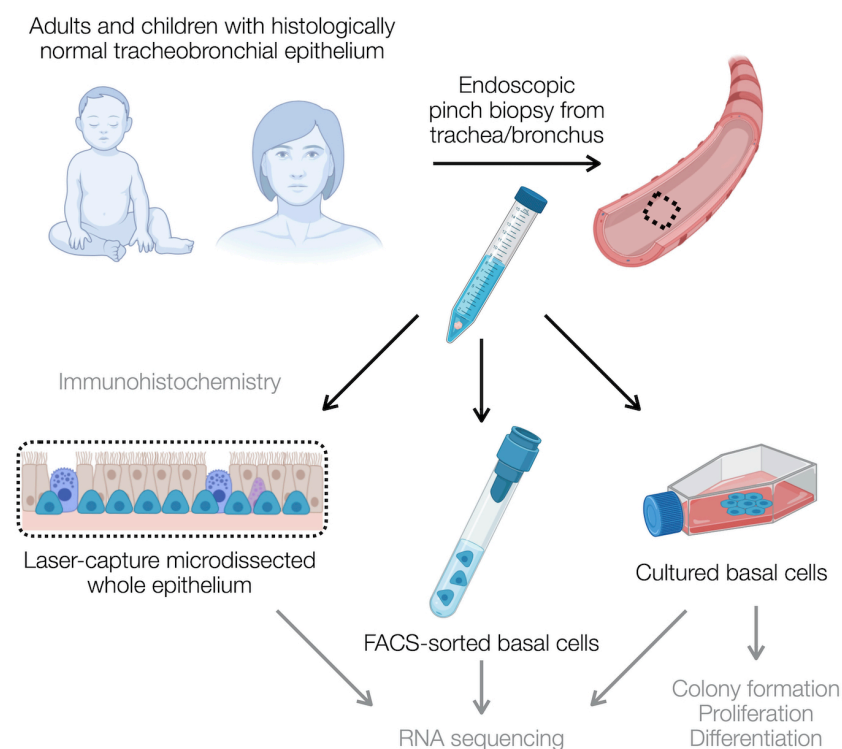 Adults and children with histologically
normal tracheobronchial epithelium
Endoscopic
pinch biopsy from
trachea/bronchus
Immunohistochemistry
Laser-capture microdissected
whole epithelium
FACS-sorted basal cells
Cultured basal cells
RNA sequencing
Colony formation
Proliferation
Differentiation